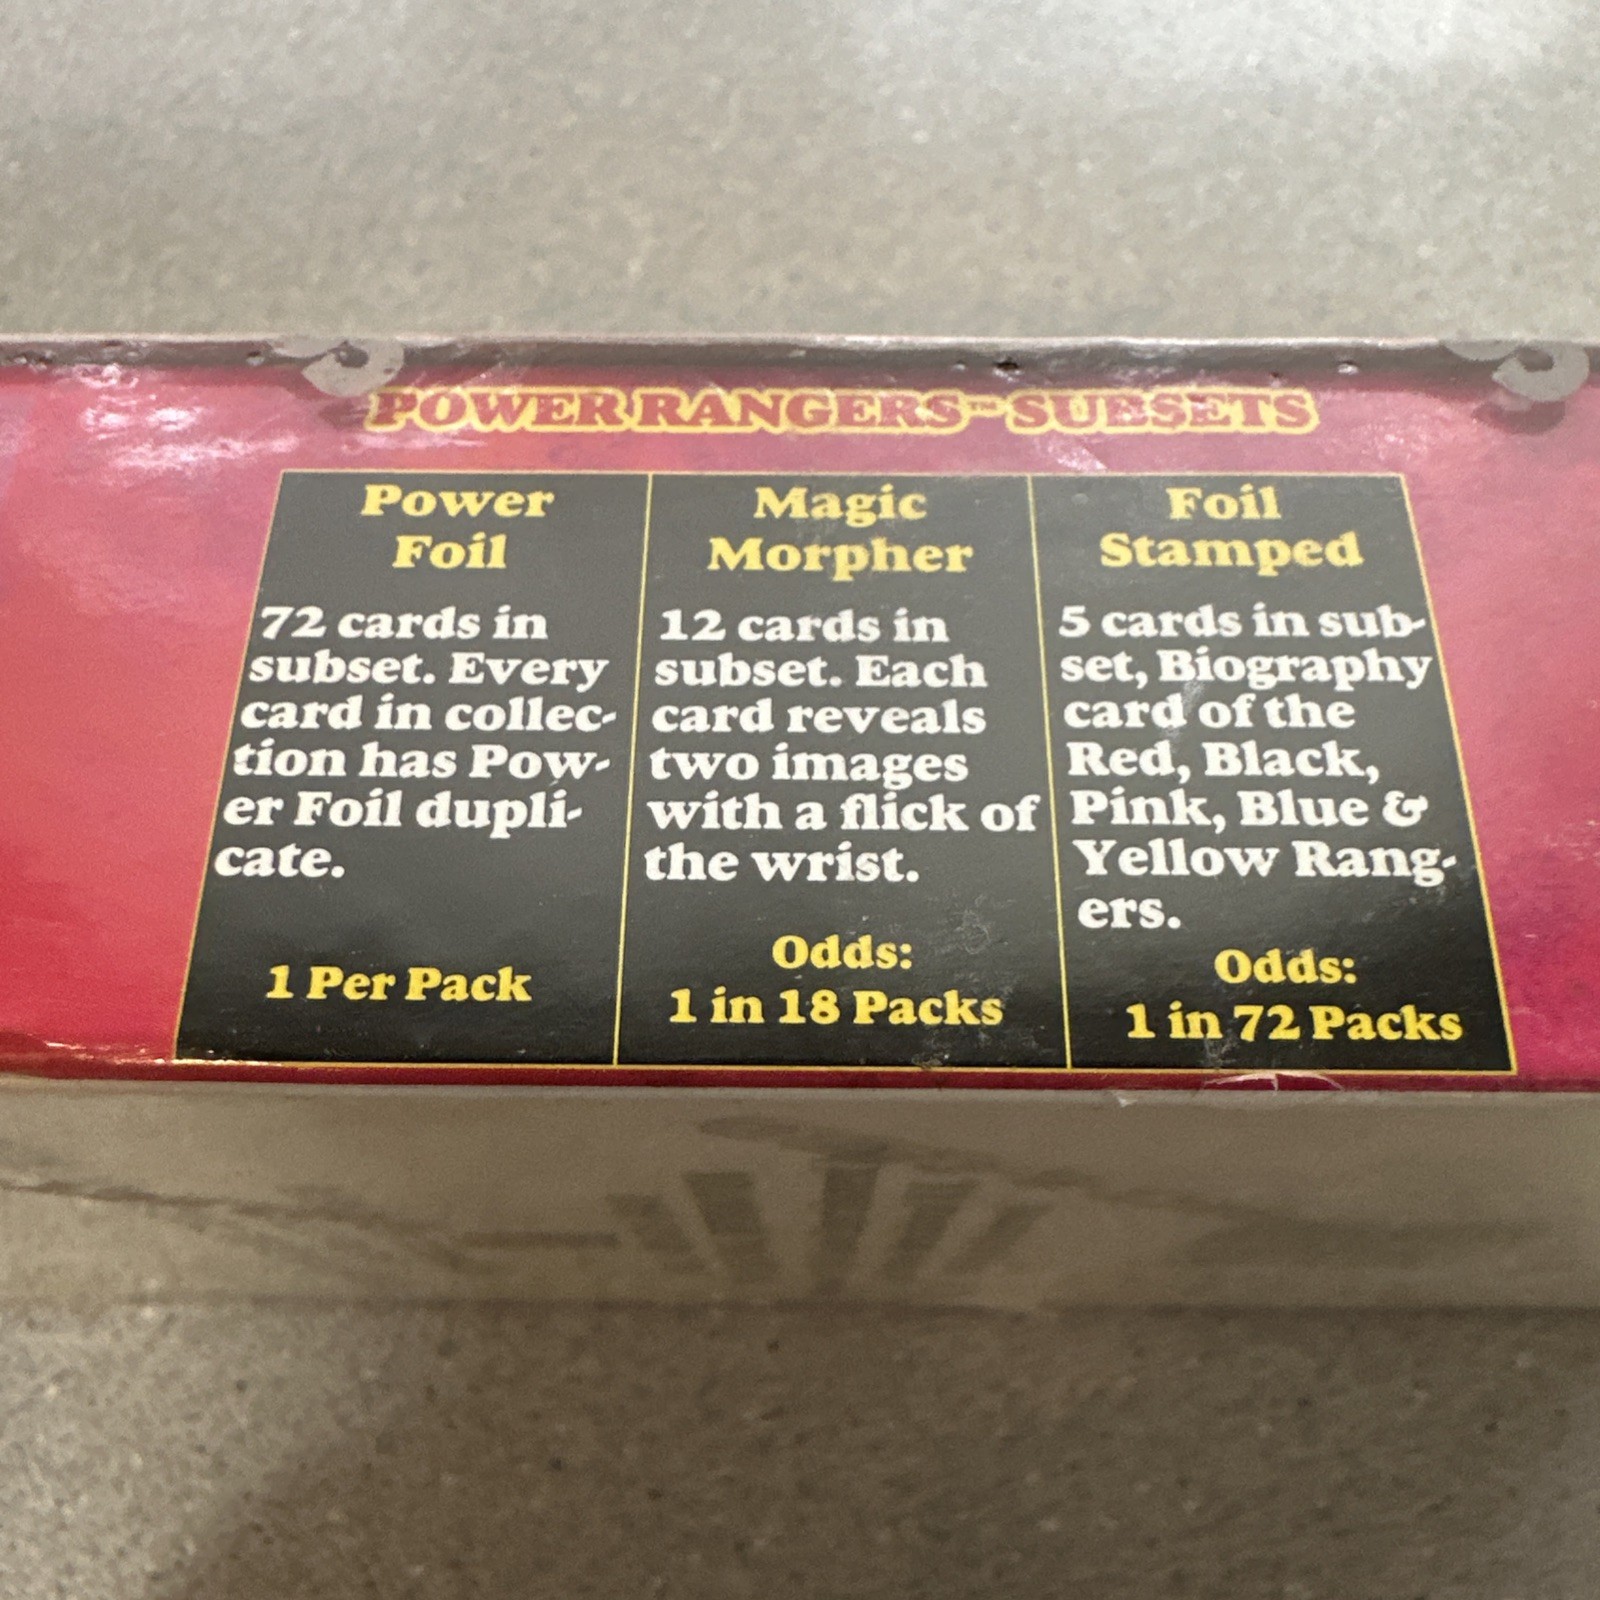 POWER RANGERS™ SUBSETS
Power
Foil
72 cards in
subset. Every
card in collec-
tion has Pow-
er Foil dupli-
cate.
1 Per Pack
Magic
Morpher
12 cards in
subset. Each
card reveals
two images
with a flick of
the wrist.
Odds:
1 in 18 Packs
Foil
Stamped
5 cards in sub-
set, Biography
card of the
Red, Black,
Pink, Blue &
Yellow Rang-
ers.
Odds:
1 in 72 Packs